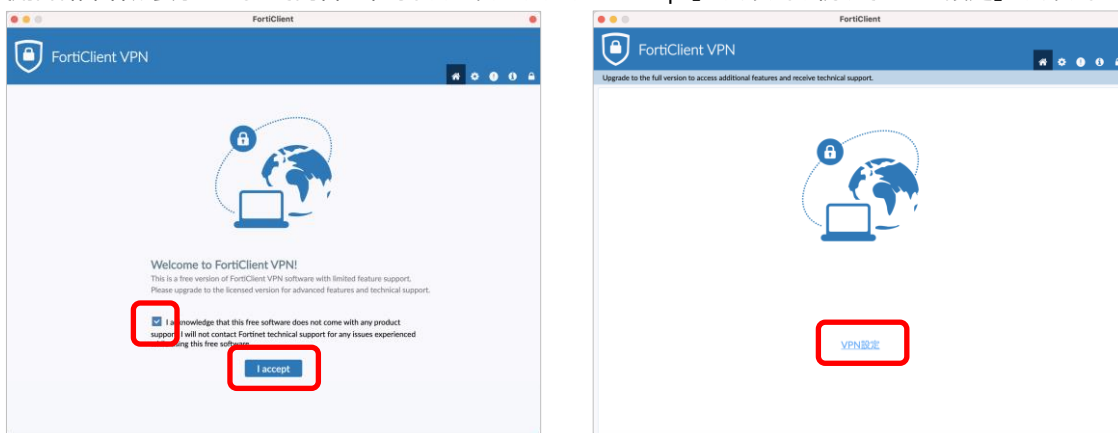 FortiClient
FortiClient VPN
Welcome to FortiClient VPN!
This is a free version of FortiClient VPN software with limited feature support.
Please upgrade to the licensed version for advanced features and technical support.
I acknowledge that this free software does not come with any product
support. I will not contact Fortinet technical support for any issues experienced
using this free software.
I accept
FortiClient
FortiClient VPN
Upgrade to the full version to access additional features and receive technical support.
VPN設定